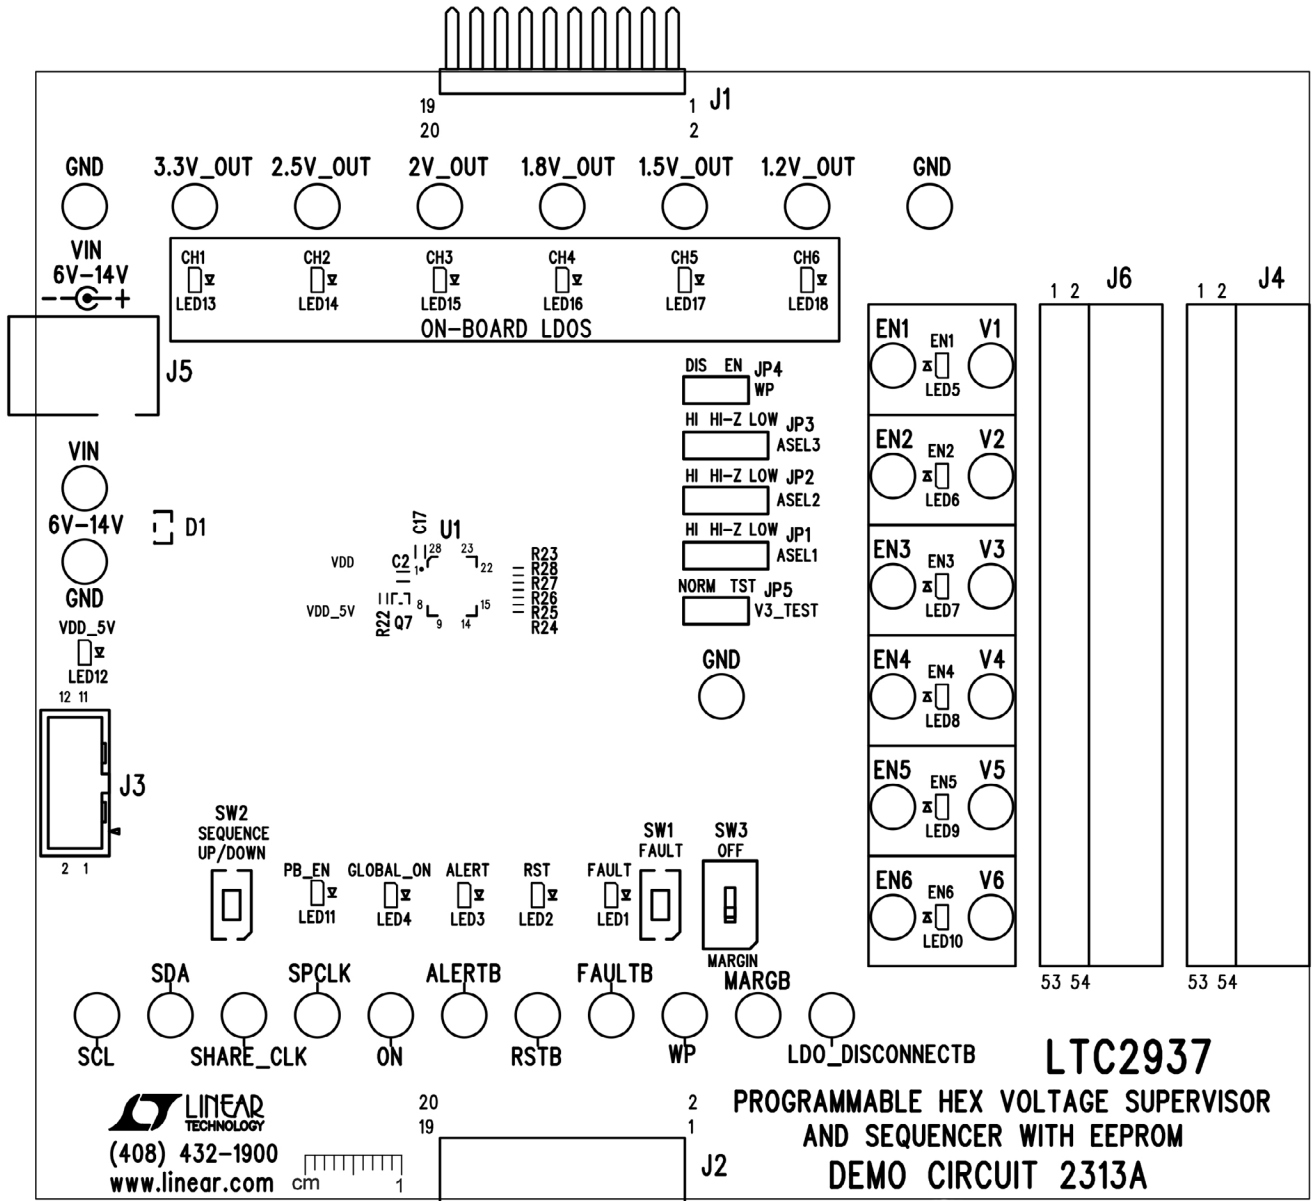 J1
19 1
20 2
GND 3.3V_OUT 2.5V_OUT 2V_OUT 1.8V_OUT 1.5V_OUT 1.2V_OUT GND
VIN
6V-14V
- +
CH1 CH2 CH3 CH4 CH5 CH6
LED13 LED14 LED15 LED16 LED17 LED18
ON-BOARD LDOS
J5
J6 J4
1 2 1 2
EN1 EN1 V1
LED5
DIS EN JP4
WP
HI HI-Z LOW JP3
ASEL3
EN2 EN2 V2
LED6
HI HI-Z LOW JP2
ASEL2
VIN
6V-14V
D1
GND
C17 U1
28 23
VDD C2 1 22
VDD_5V 8 15
R22 Q7 9 14
R23
R28
R27
R26
R25
R24
HI HI-Z LOW JP1
ASEL1
NORM TST JP5
V3_TEST
EN3 EN3 V3
LED7
VDD_5V
LED12
GND
EN4 EN4 V4
LED8
12 11
J3
2 1
EN5 EN5 V5
LED9
SW2
SEQUENCE
UP/DOWN
SW1
FAULT
SW3
OFF
PB_EN GLOBAL_ON ALERT RST FAULT
LED11 LED4 LED3 LED2 LED1
MARGIN
EN6 EN6 V6
LED10
53 54 53 54
SDA SPCLK ALERTB FAULTB MARGB
SCL SHARE_CLK ON RSTB WP LDO_DISCONNECTB
LTC2937
PROGRAMMABLE HEX VOLTAGE SUPERVISOR
AND SEQUENCER WITH EEPROM
DEMO CIRCUIT 2313A
LINEAR
TECHNOLOGY
(408) 432-1900
www.linear.com
cm 1
20 2
19 1
J2